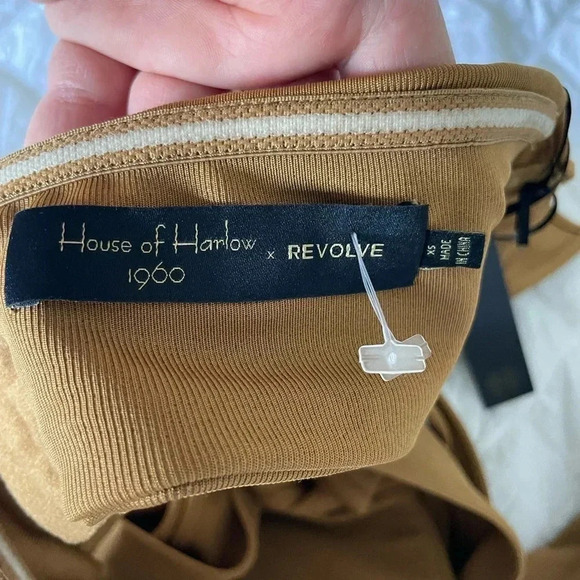 House of Harlow
1960
x REVOLVE
XS
MADE
IN CHINA